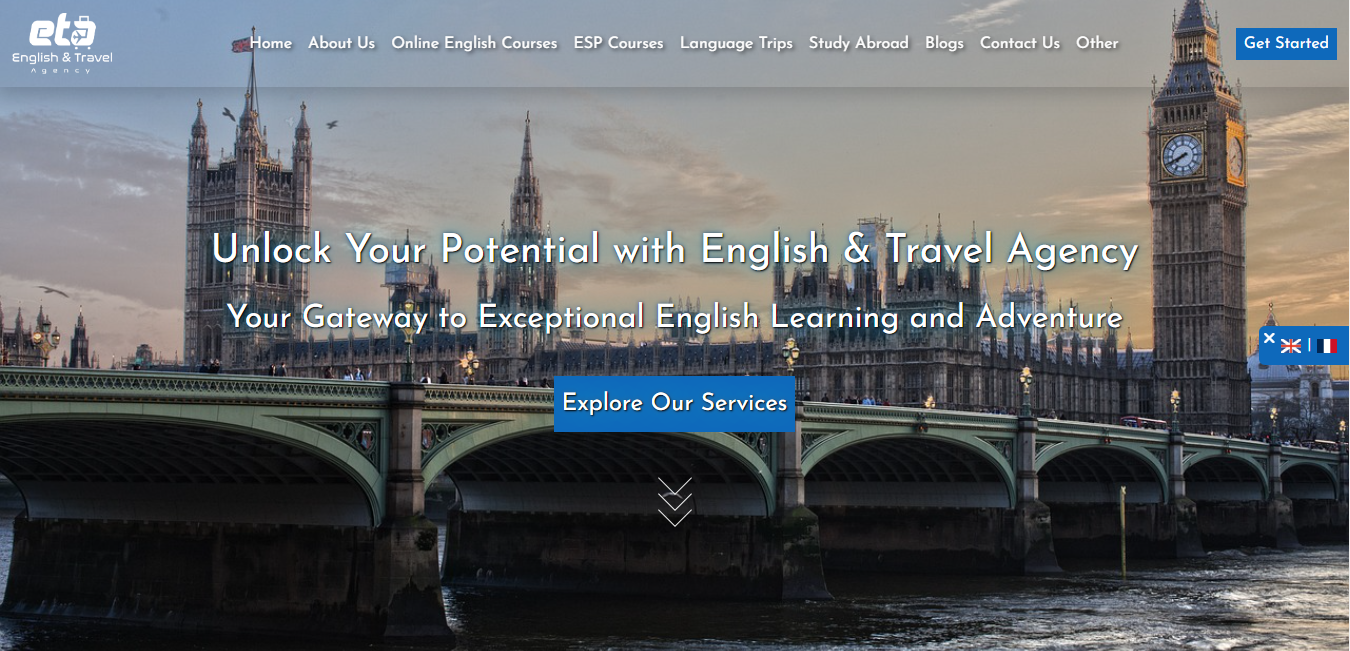 eta
English & Travel
Agency
Home About Us Online English Courses ESP Courses Language Trips Study Abroad Blogs Contact Us Other
Get Started
Unlock Your Potential with English & Travel Agency
Your Gateway to Exceptional English Learning and Adventure
Explore Our Services